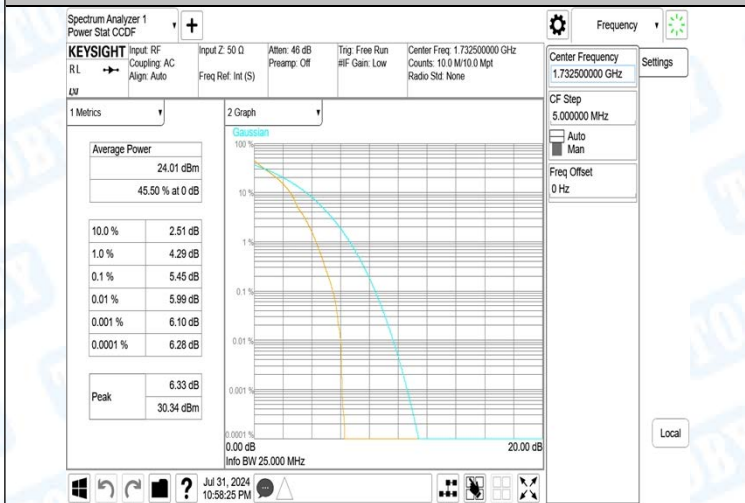 Spectrum Analyzer 1
Power Stat CCDF
Frequency
KEYSIGHT
RL
Input: RF
Coupling: AC
Align: Auto
Input Z: 50 Ω
Freq Ref: Int (S)
Atten: 46 dB
Preamp: Off
Trig: Free Run
#IF Gain: Low
Center Freq: 1.732500000 GHz
Counts: 10.0 M/10.0 Mpt
Radio Std: None
Center Frequency
1.732500000 GHz
Settings
CF Step
5.000000 MHz
Auto
Man
Freq Offset
0 Hz
1 Metrics
Average Power
24.01 dBm
45.50 % at 0 dB
10.0 % 2.51 dB
1.0 % 4.29 dB
0.1 % 5.45 dB
0.01 % 5.99 dB
0.001 % 6.10 dB
0.0001 % 6.28 dB
Peak 6.33 dB
30.34 dBm
2 Graph
Gaussian
100 %
10 %
1 %
0.1 %
0.01 %
0.001 %
0.0001 %
0.00 dB 20.00 dB
Info BW 25.000 MHz
Local
?
Jul 31, 2024
10:58:25 PM